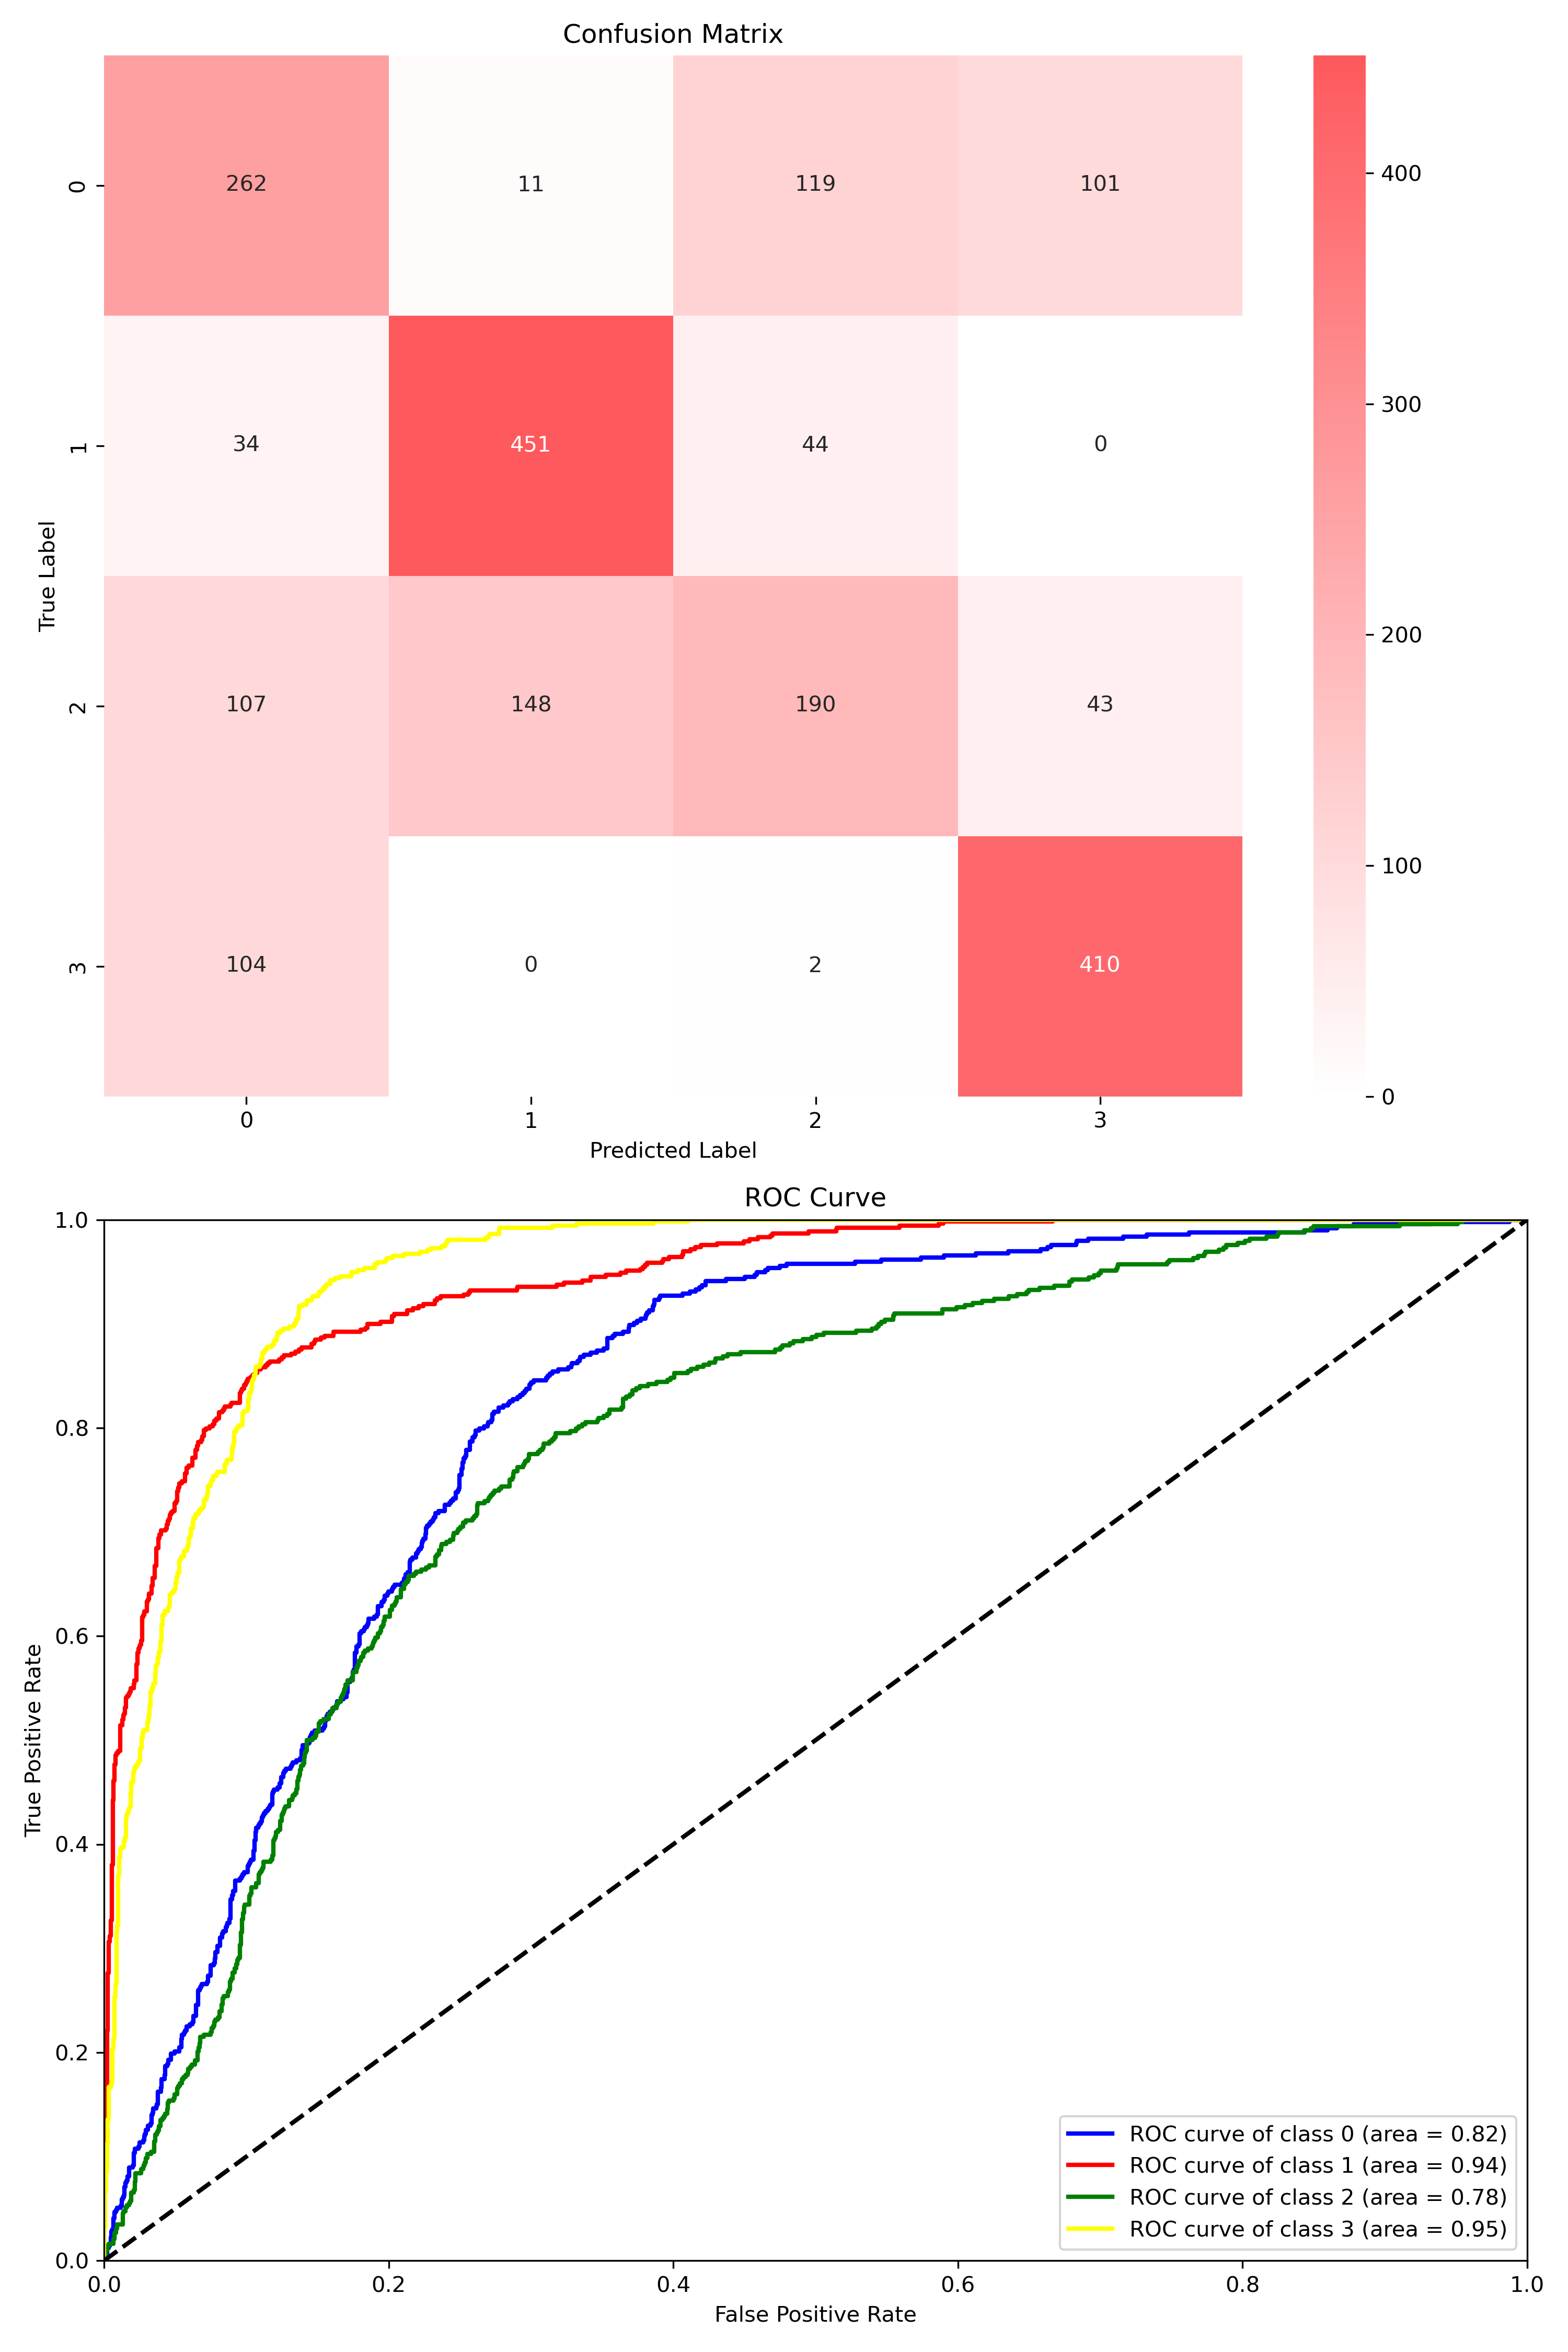 Confusion Matrix
0 262 11 119 101
1 34 451 44 0
2 107 148 190 43
3 104 0 2 410
True Label
0 1 2 3
Predicted Label
400
300
200
100
0
ROC Curve
1.0
0.8
0.6
0.4
0.2
0.0
True Positive Rate
ROC curve of class 0 (area = 0.82)
ROC curve of class 1 (area = 0.94)
ROC curve of class 2 (area = 0.78)
ROC curve of class 3 (area = 0.95)
0.0 0.2 0.4 0.6 0.8 1.0
False Positive Rate